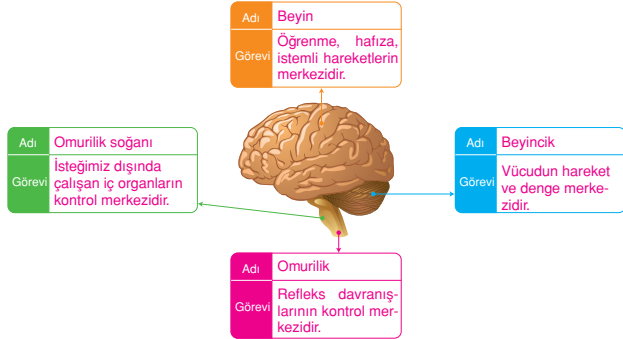 Adı Beyin
Görevi Öğrenme, hafıza,
istemli hareketlerin
merkezidir.
Adı Omurilik soğanı
Görevi İsteğimiz dışında
çalışan iç organların
kontrol merkezidir.
Adı Beyincik
Görevi Vücudun hareket
ve denge merke-
zidir.
Adı Omurilik
Görevi Refleks davranış-
larının kontrol mer-
kezidir.